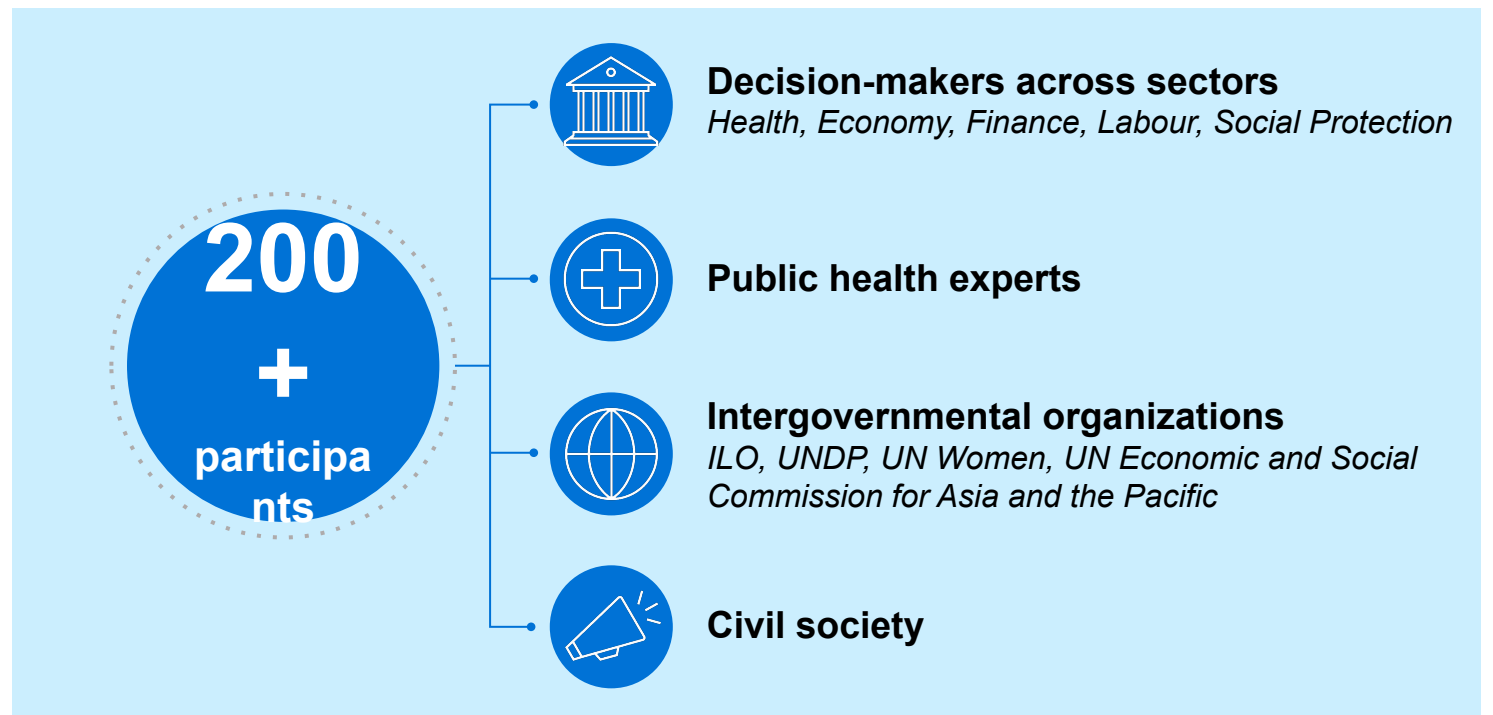 200
+
participa
nts
Decision-makers across sectors
Health, Economy, Finance, Labour, Social Protection
Public health experts
Intergovernmental organizations
ILO, UNDP, UN Women, UN Economic and Social
Commission for Asia and the Pacific
Civil society